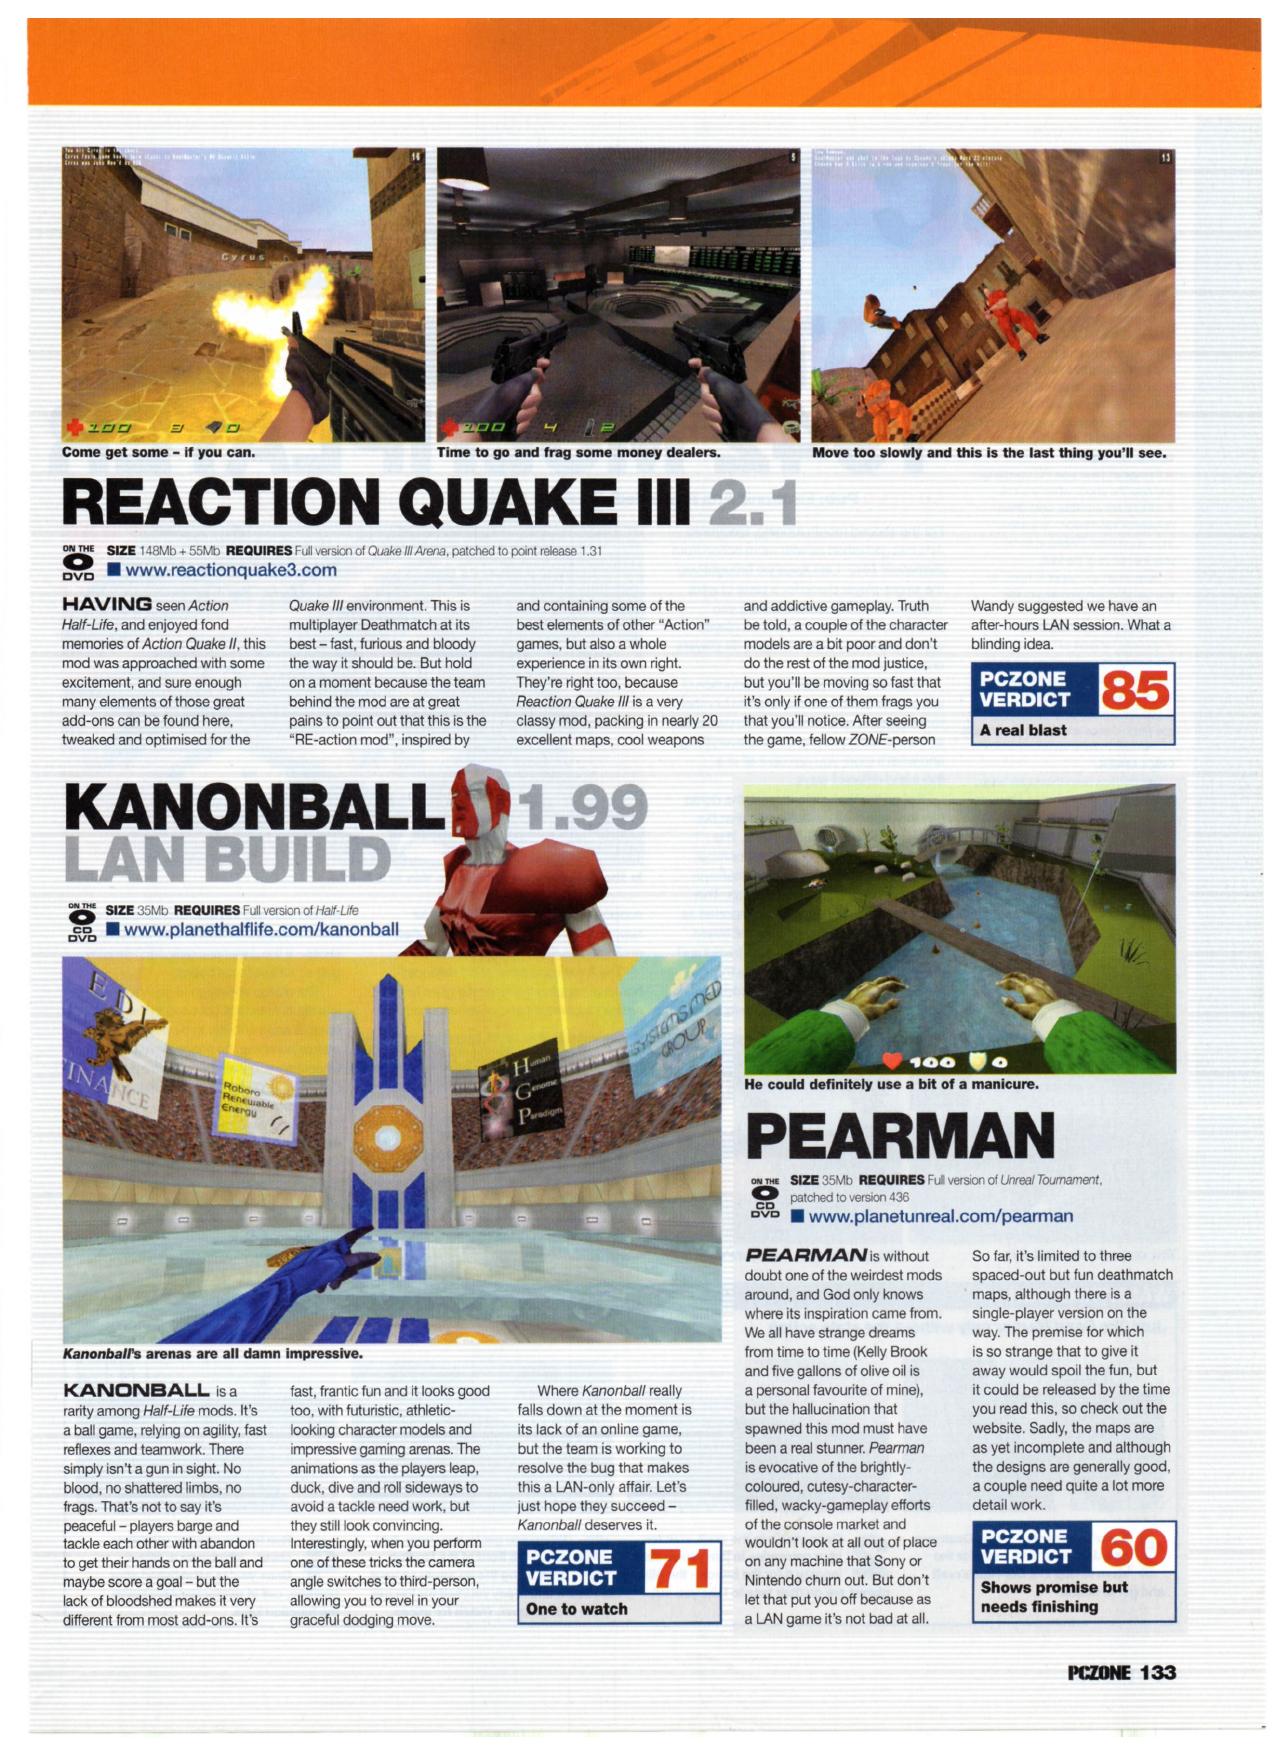 Cyrus
16
100 3 0
5
100 4 2
13
Come get some – if you can.
Time to go and frag some money dealers.
Move too slowly and this is the last thing you'll see.
REACTION QUAKE III 2.1
ON THE DVD
SIZE 148Mb + 55Mb REQUIRES Full version of Quake III Arena, patched to point release 1.31
www.reactionquake3.com
HAVING seen Action
Half-Life, and enjoyed fond
memories of Action Quake II, this
mod was approached with some
excitement, and sure enough
many elements of those great
add-ons can be found here,
tweaked and optimised for the
Quake III environment. This is
multiplayer Deathmatch at its
best – fast, furious and bloody
the way it should be. But hold
on a moment because the team
behind the mod are at great
pains to point out that this is the
“RE-action mod”, inspired by
and containing some of the
best elements of other “Action”
games, but also a whole
experience in its own right.
They're right too, because
Reaction Quake III is a very
classy mod, packing in nearly 20
excellent maps, cool weapons
and addictive gameplay. Truth
be told, a couple of the character
models are a bit poor and don't
do the rest of the mod justice,
but you'll be moving so fast that
it's only if one of them frags you
that you'll notice. After seeing
the game, fellow ZONE-person
Wandy suggested we have an
after-hours LAN session. What a
blinding idea.
PCZONE
VERDICT
85
A real blast
KANONBALL 1.99
LAN BUILD
ON THE CD DVD
SIZE 35Mb REQUIRES Full version of Half-Life
www.planethalflife.com/kanonball
EDI
FINANCE
Roboro
Renewable
Energy
Human
Genome
Paradigm
SYSTEMS MED
GROUP
Kanonball's arenas are all damn impressive.
KANONBALL is a
rarity among Half-Life mods. It's
a ball game, relying on agility, fast
reflexes and teamwork. There
simply isn't a gun in sight. No
blood, no shattered limbs, no
frags. That's not to say it's
peaceful – players barge and
tackle each other with abandon
to get their hands on the ball and
maybe score a goal – but the
lack of bloodshed makes it very
different from most add-ons. It's
fast, frantic fun and it looks good
too, with futuristic, athletic-
looking character models and
impressive gaming arenas. The
animations as the players leap,
duck, dive and roll sideways to
avoid a tackle need work, but
they still look convincing.
Interestingly, when you perform
one of these tricks the camera
angle switches to third-person,
allowing you to revel in your
graceful dodging move.
Where Kanonball really
falls down at the moment is
its lack of an online game,
but the team is working to
resolve the bug that makes
this a LAN-only affair. Let's
just hope they succeed –
Kanonball deserves it.
PCZONE
VERDICT
71
One to watch
100 0
He could definitely use a bit of a manicure.
PEARMAN
ON THE CD DVD
SIZE 35Mb REQUIRES Full version of Unreal Tournament,
patched to version 436
www.planetunreal.com/pearman
PEARMAN is without
doubt one of the weirdest mods
around, and God only knows
where its inspiration came from.
We all have strange dreams
from time to time (Kelly Brook
and five gallons of olive oil is
a personal favourite of mine),
but the hallucination that
spawned this mod must have
been a real stunner. Pearman
is evocative of the brightly-
coloured, cutesy-character-
filled, wacky-gameplay efforts
of the console market and
wouldn't look at all out of place
on any machine that Sony or
Nintendo churn out. But don't
let that put you off because as
a LAN game it's not bad at all.
So far, it's limited to three
spaced-out but fun deathmatch
maps, although there is a
single-player version on the
way. The premise for which
is so strange that to give it
away would spoil the fun, but
it could be released by the time
you read this, so check out the
website. Sadly, the maps are
as yet incomplete and although
the designs are generally good,
a couple need quite a lot more
detail work.
PCZONE
VERDICT
60
Shows promise but
needs finishing
PCZONE 133